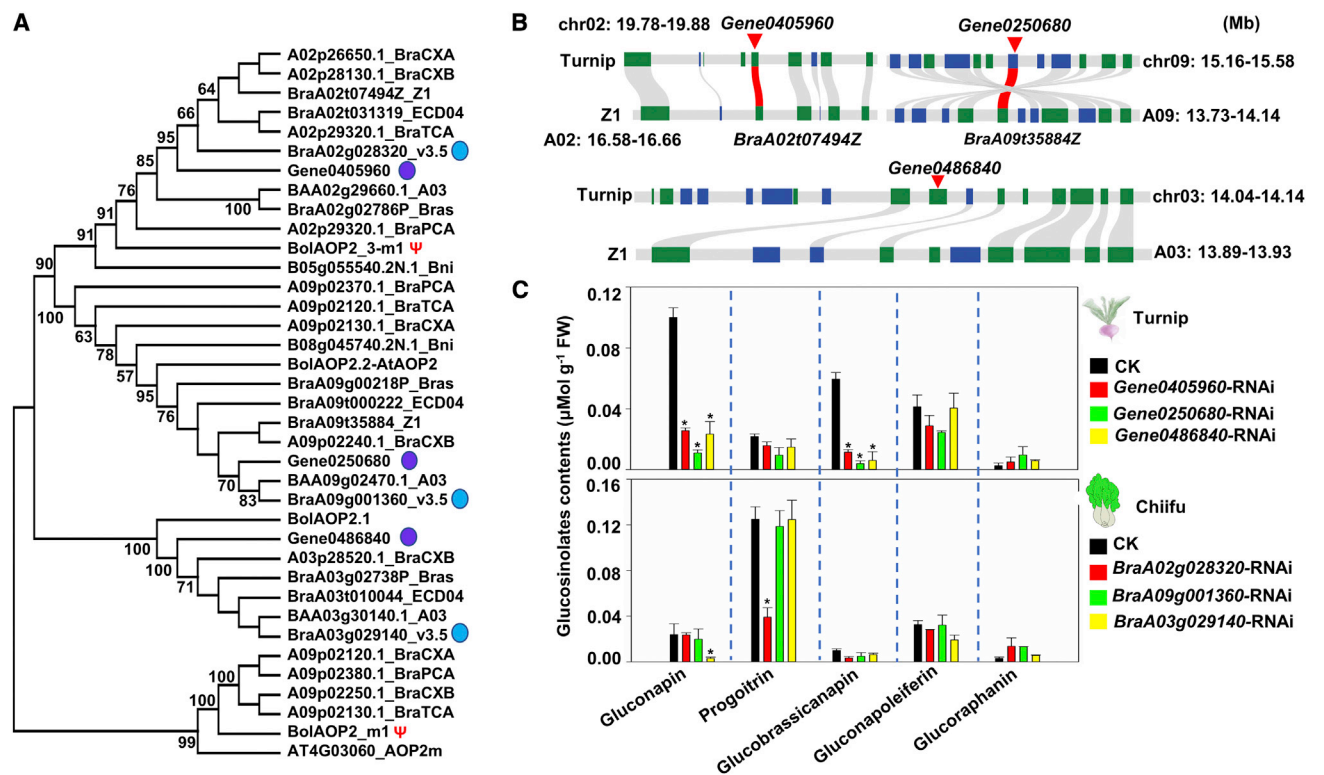 A
A02p26650.1_BraCXA
A02p28130.1_BraCXB
BraA02t07494Z_Z1
BraA02t031319_ECD04
A02p29320.1_BraTCA
BraA02g028320_v3.5
Gene0405960
BAA02g29660.1_A03
BraA02g02786P_Bras
A02p29320.1_BraPCA
BolAOP2_3-m1 Ψ
B05g055540.2N.1_Bni
A09p02370.1_BraPCA
A09p02120.1_BraTCA
A09p02130.1_BraCXA
B08g045740.2N.1_Bni
BolAOP2.2-AtAOP2
BraA09g00218P_Bras
BraA09t000222_ECD04
BraA09t35884_Z1
A09p02240.1_BraCXB
Gene0250680
BAA09g02470.1_A03
BraA09g001360_v3.5
BolAOP2.1
Gene0486840
A03p28520.1_BraCXB
BraA03g02738P_Bras
BraA03t010044_ECD04
BAA03g30140.1_A03
BraA03g029140_v3.5
A09p02120.1_BraCXA
A09p02380.1_BraPCA
A09p02250.1_BraCXB
A09p02130.1_BraTCA
BolAOP2_m1 Ψ
AT4G03060_AOP2m
64
66
95
85
76
100
91
91
90
100
63
78
57
95
76
70
83
100
100
71
100
100
99
B
chr02: 19.78-19.88
Gene0405960
Gene0250680
(Mb)
Turnip
chr09: 15.16-15.58
Z1
A09: 13.73-14.14
A02: 16.58-16.66
BraA02t07494Z
BraA09t35884Z
Gene0486840
Turnip
chr03: 14.04-14.14
Z1
A03: 13.89-13.93
C
Glucosinolates contents (µMol g⁻¹ FW)
0.12
0.08
0.04
0.00
* * *
* * *
Turnip
CK
Gene0405960-RNAi
Gene0250680-RNAi
Gene0486840-RNAi
0.16
0.12
0.08
0.04
0.00
*
*
Chiifu
CK
BraA02g028320-RNAi
BraA09g001360-RNAi
BraA03g029140-RNAi
Gluconapin
Progoitrin
Glucobrassicanapin
Gluconapoleiferin
Glucoraphanin